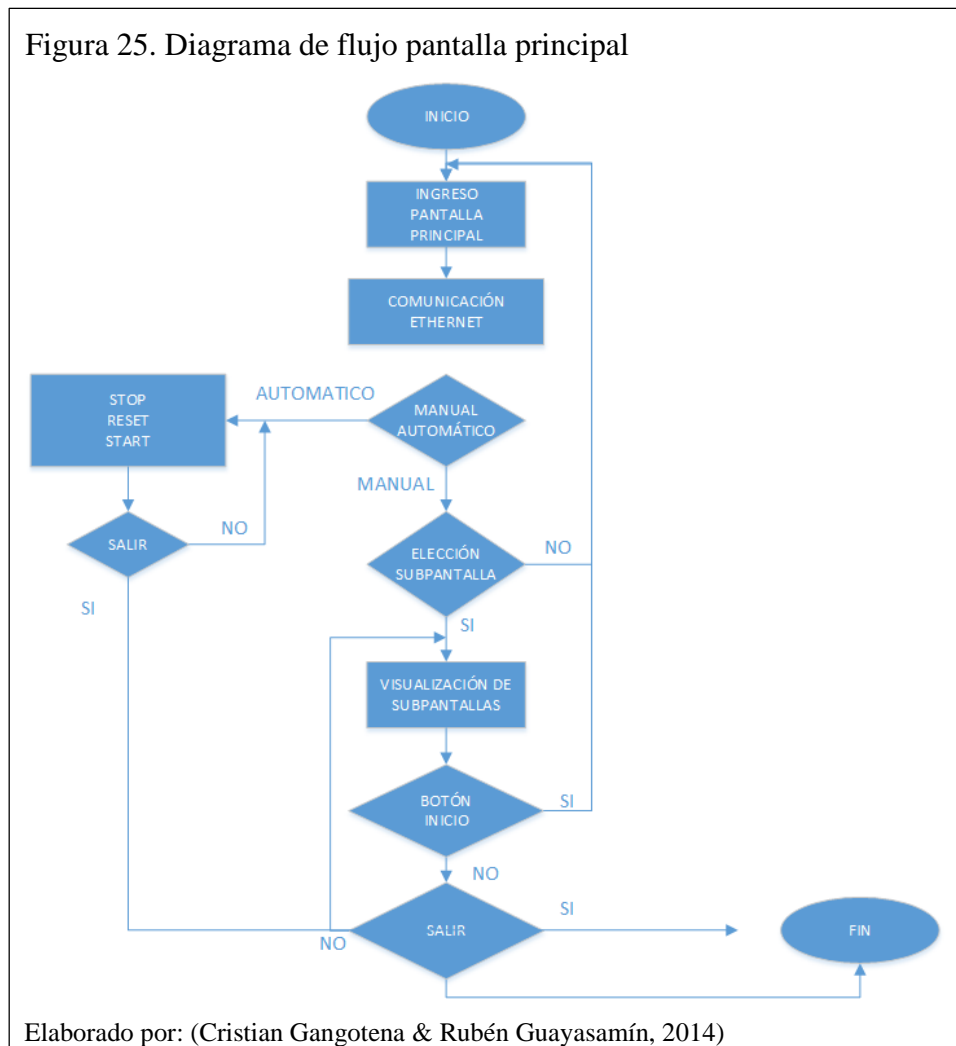 Figura 25. Diagrama de flujo pantalla principal
INICIO
INGRESO
PANTALLA
PRINCIPAL
COMUNICACIÓN
ETHERNET
AUTOMATICO
STOP
RESET
START
MANUAL
AUTOMÁTICO
MANUAL
NO
SALIR
ELECCIÓN
SUBPANTALLA
NO
SI
SI
VISUALIZACIÓN DE
SUBPANTALLAS
BOTÓN
INICIO
SI
NO
SI
NO
SALIR
FIN
Elaborado por: (Cristian Gangotena & Rubén Guayasamín, 2014)